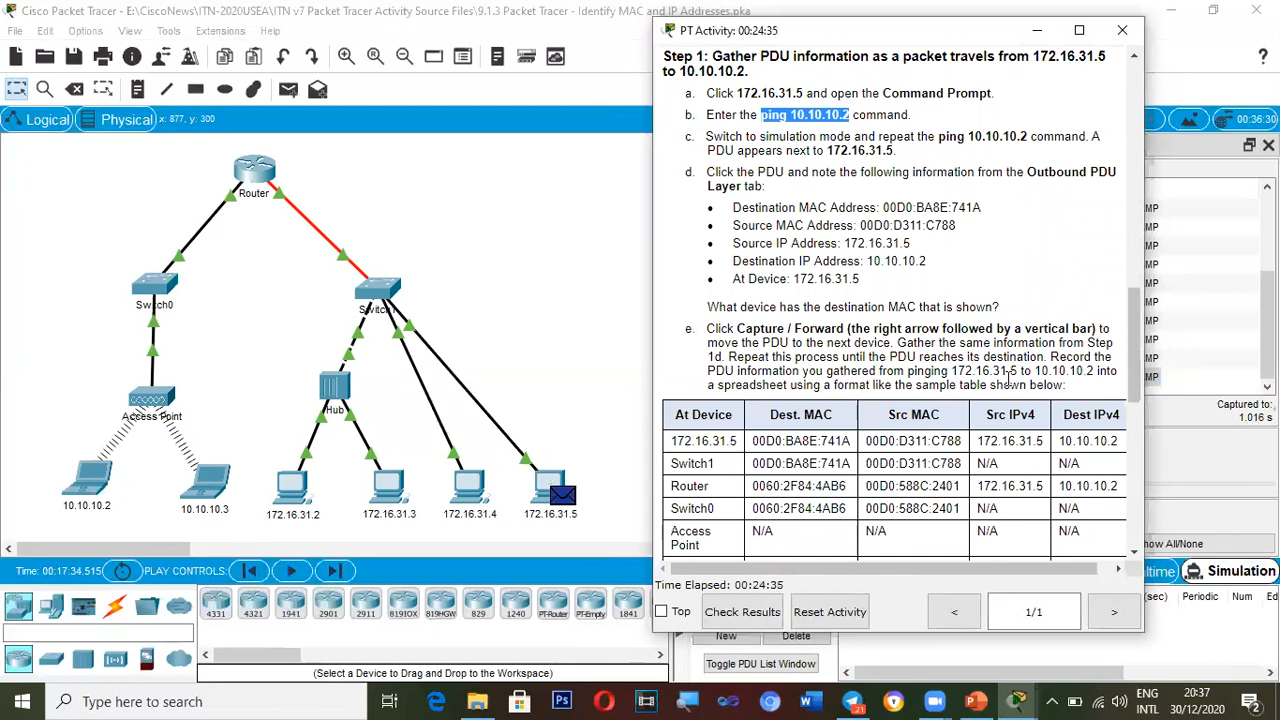 Cisco Packet Tracer - E:\CiscoNews\ITN-2020USEA\ITN v7 Packet Tracer Activity Source Files\9.1.3 Packet Tracer - Identify MAC and IP Addresses.pka
File Edit Options View Tools Extensions
Logical Physical x: 877, y: 300
00:36:30
Router
Switch0
Access Point
Hub
10.10.10.2
10.10.10.3
172.16.31.2
172.16.31.3
172.16.31.4
172.16.31.5
PT Activity: 00:24:35
Step 1: Gather PDU information as a packet travels from 172.16.31.5
to 10.10.10.2.
a. Click 172.16.31.5 and open the Command Prompt.
b. Enter the ping 10.10.10.2 command.
c. Switch to simulation mode and repeat the ping 10.10.10.2 command. A
PDU appears next to 172.16.31.5.
d. Click the PDU and note the following information from the Outbound PDU
Layer tab:
• Destination MAC Address: 00D0:BA8E:741A
• Source MAC Address: 00D0:D311:C788
• Source IP Address: 172.16.31.5
• Destination IP Address: 10.10.10.2
• At Device: 172.16.31.5
What device has the destination MAC that is shown?
e. Click Capture / Forward (the right arrow followed by a vertical bar) to
move the PDU to the next device. Gather the same information from Step
1d. Repeat this process until the PDU reaches its destination. Record the
PDU information you gathered from pinging 172.16.31.5 to 10.10.10.2 into
a spreadsheet using a format like the sample table shown below:
At Device Dest. MAC Src MAC Src IPv4 Dest IPv4
172.16.31.5 00D0:BA8E:741A 00D0:D311:C788 172.16.31.5 10.10.10.2
Switch1 00D0:BA8E:741A 00D0:D311:C788 N/A N/A
Router 0060:2F84:4AB6 00D0:588C:2401 172.16.31.5 10.10.10.2
Switch0 0060:2F84:4AB6 00D0:588C:2401 N/A N/A
Access
Point N/A N/A N/A N/A
Time Elapsed: 00:24:35
Top Check Results Reset Activity < 1/1 >
MP
MP
MP
MP
MP
MP
MP
MP
Captured to:
1.016 s
how All/None
Time: 00:17:34.515 PLAY CONTROLS:
ltime Simulation
(sec) Periodic Num E
4331 4321 1941 2901 2911 819IOX 819HGW 829 1240 PT-Router PT-Empty 1841
(Select a Device to Drag and Drop to the Workspace)
New Delete
Toggle PDU List Window
Type here to search
21
ENG
INTL
20:37
30/12/2020
2